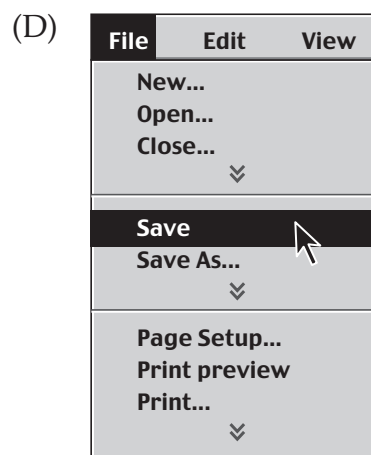 (D)
File Edit View
New...
Open...
Close...
Save
Save As...
Page Setup...
Print preview
Print...